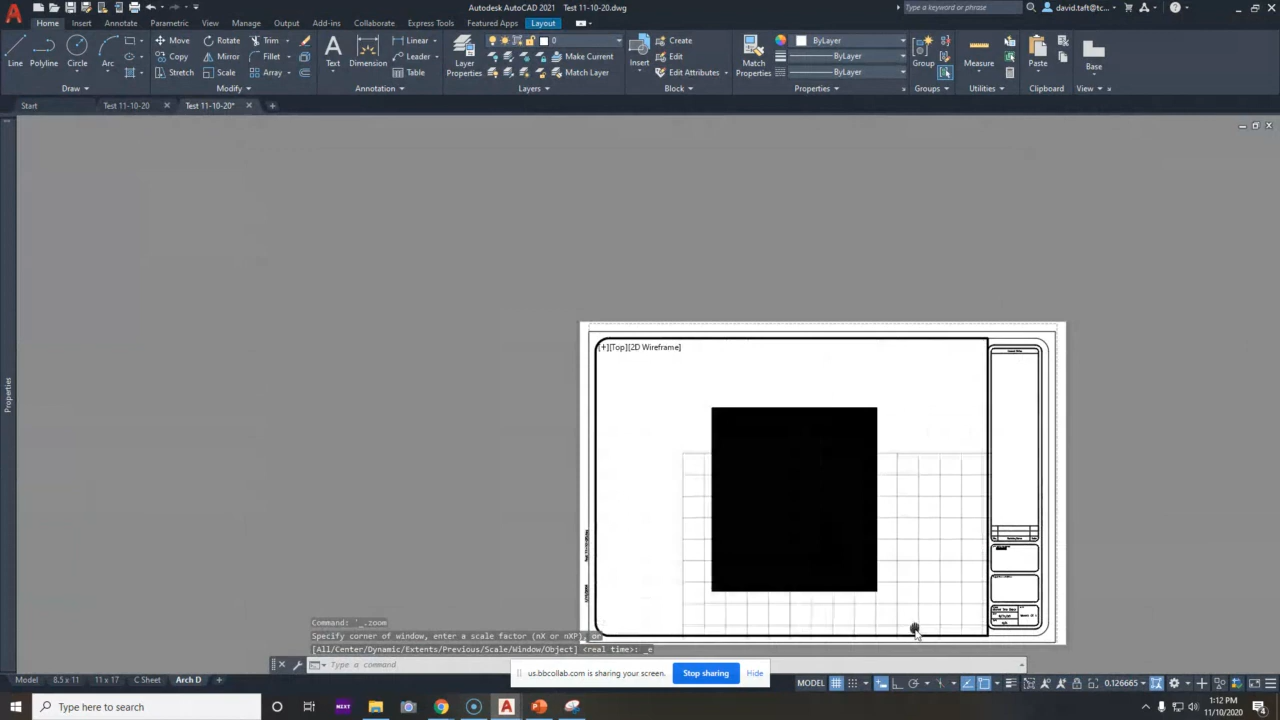 Autodesk AutoCAD 2021 Test 11-10-20.dwg
Type a keyword or phrase
david.taft@tc...
Home Insert Annotate Parametric View Manage Output Add-ins Collaborate Express Tools Featured Apps Layout
Line Polyline Circle Arc
Move Rotate Trim
Copy Mirror Fillet
Stretch Scale Array
Text Dimension
Linear
Leader
Table
Layer Properties
0
Make Current
Match Layer
Insert
Create
Edit
Edit Attributes
Match Properties
ByLayer
ByLayer
ByLayer
Group
Measure
Paste
Base
Draw Modify Annotation Layers Block Properties Groups Utilities Clipboard View
Start Test 11-10-20 Test 11-10-20*
Properties
[+][Top][2D Wireframe]
Command: '_.zoom
Specify corner of window, enter a scale factor (nX or nXP), or
[All/Center/Dynamic/Extents/Previous/Scale/Window/Object] <real time>: _e
Type a command
us.bbcollab.com is sharing your screen. Stop sharing Hide
Model 8.5 x 11 11 x 17 C Sheet Arch D
MODEL 0.126665
Type here to search
NEXT
1:12 PM
11/10/2020